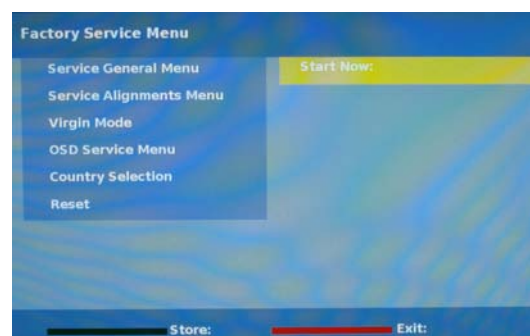 Factory Service Menu
Service General Menu
Start Now:
Service Alignments Menu
Virgin Mode
OSD Service Menu
Country Selection
Reset
Store:
Exit: